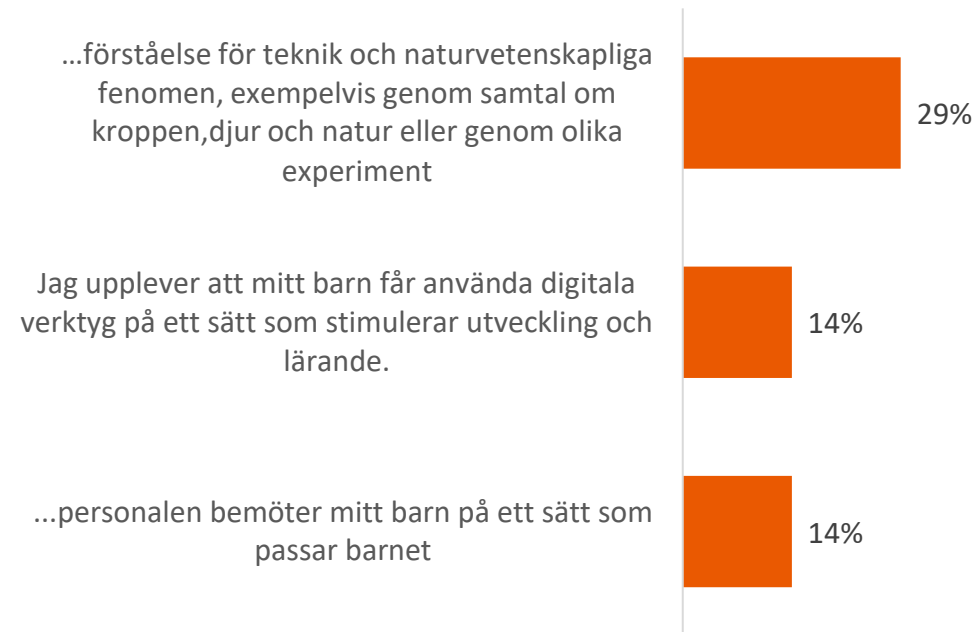 ...förståelse för teknik och naturvetenskapliga
fenomen, exempelvis genom samtal om
kroppen,djur och natur eller genom olika
experiment
29%
Jag upplever att mitt barn får använda digitala
verktyg på ett sätt som stimulerar utveckling och
lärande.
14%
...personalen bemöter mitt barn på ett sätt som
passar barnet
14%